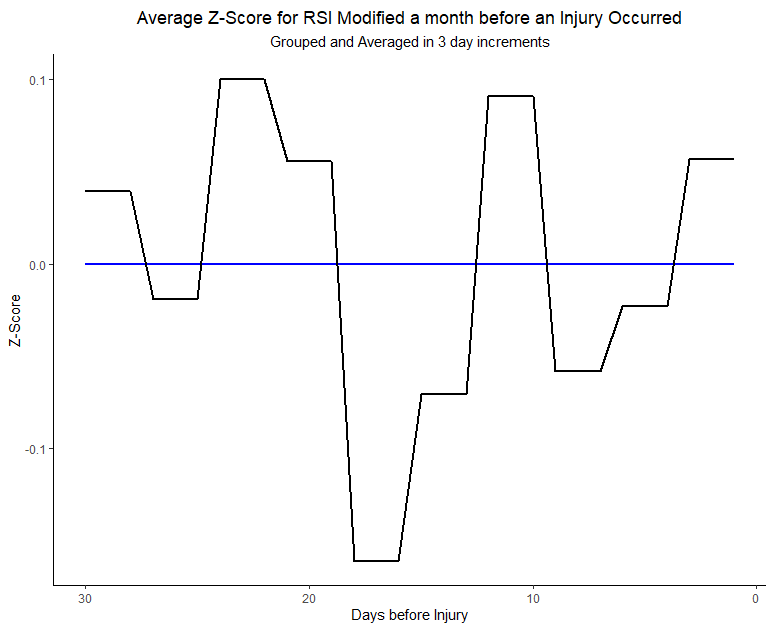 Average Z-Score for RSI Modified a month before an Injury Occurred
Grouped and Averaged in 3 day increments
0.1
0.0
-0.1
Z-Score
30
20
10
0
Days before Injury